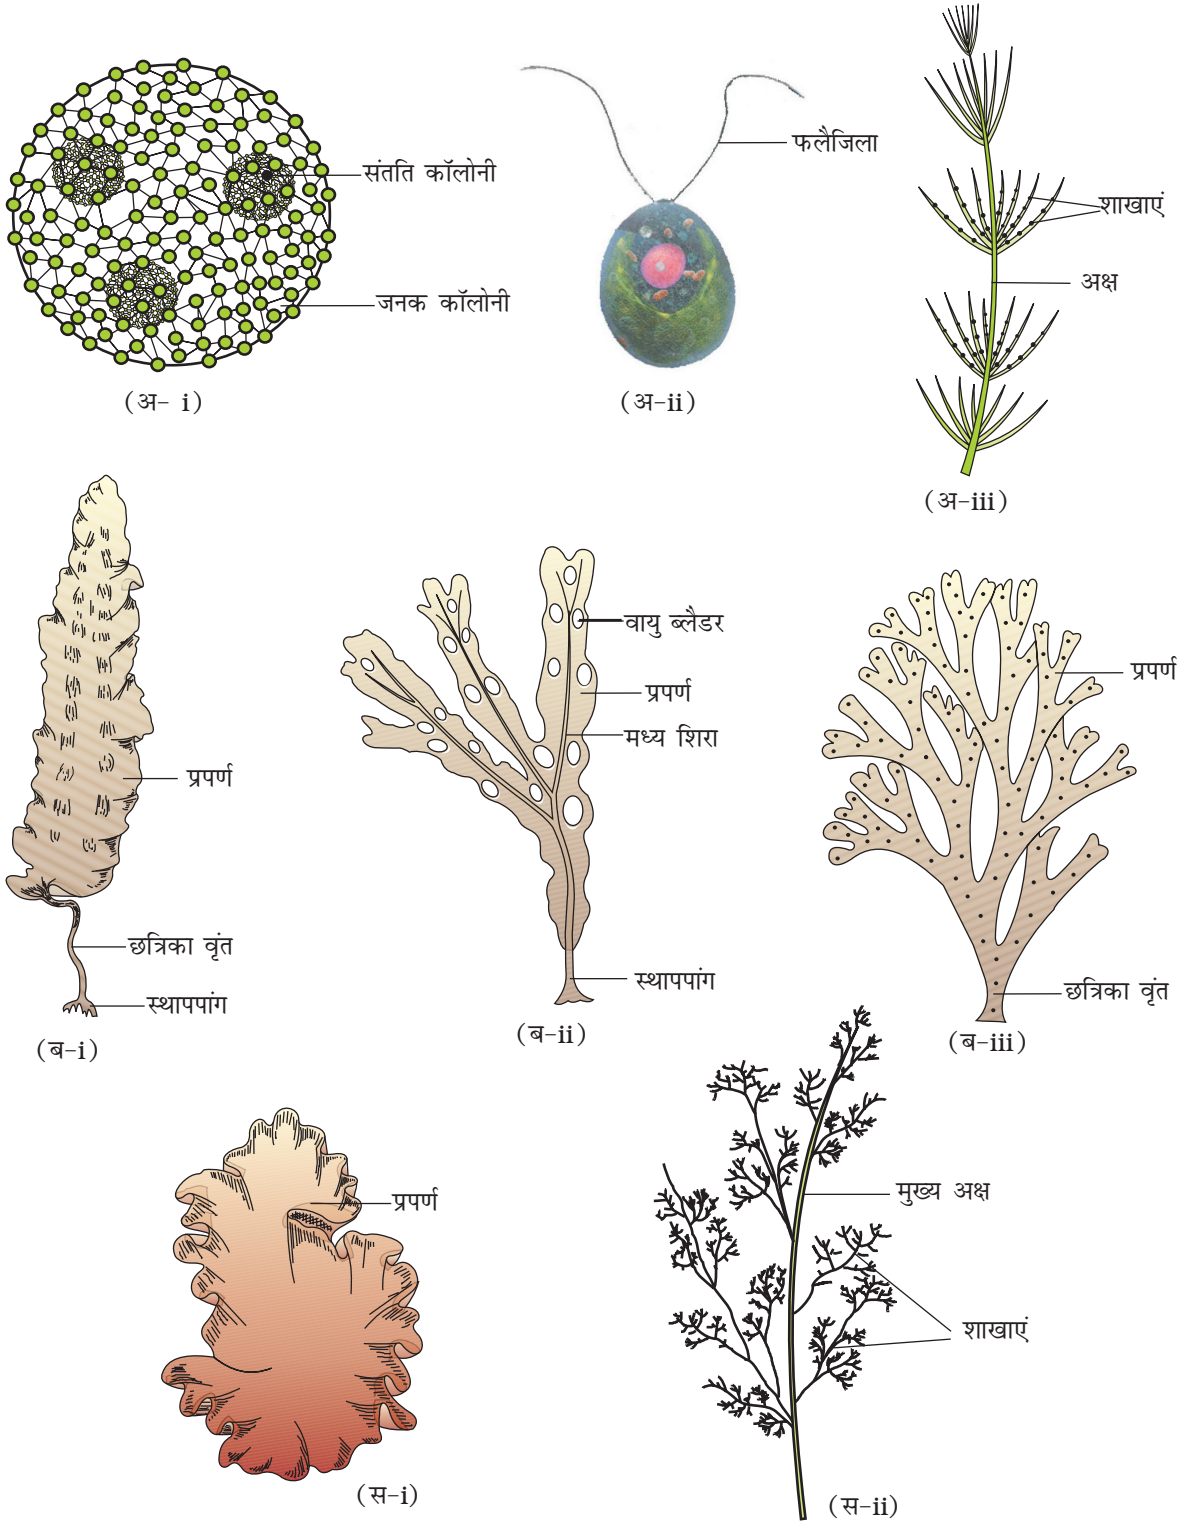 संतति कॉलोनी
जनक कॉलोनी
(अ- i)
फ्लैजिला
(अ-ii)
शाखाएं
अक्ष
(अ-iii)
प्रपर्ण
छत्रिका वृंत
स्थापपांग
(ब-i)
वायु ब्लैडर
प्रपर्ण
मध्य शिरा
स्थापपांग
(ब-ii)
प्रपर्ण
छत्रिका वृंत
(ब-iii)
प्रपर्ण
(स-i)
मुख्य अक्ष
शाखाएं
(स-ii)